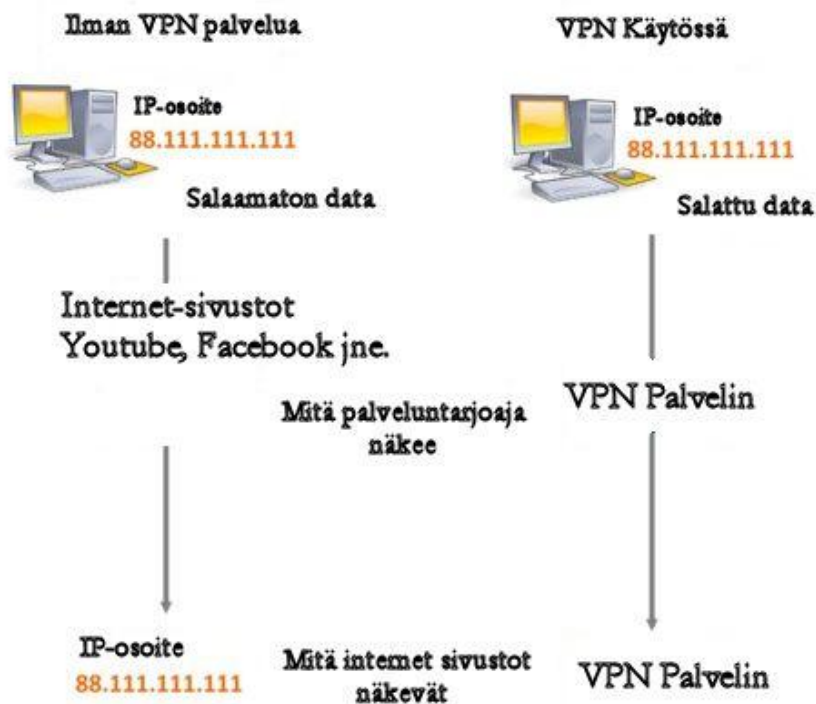 Ilman VPN palvelua
VPN Käytössä
IP-osoite
88.111.111.111
IP-osoite
88.111.111.111
Salaamaton data
Salattu data
Internet-sivustot
Youtube, Facebook jne.
Mitä palveluntarjoaja
näkee
VPN Palvelin
IP-osoite
88.111.111.111
Mitä internet sivustot
näkevät
VPN Palvelin